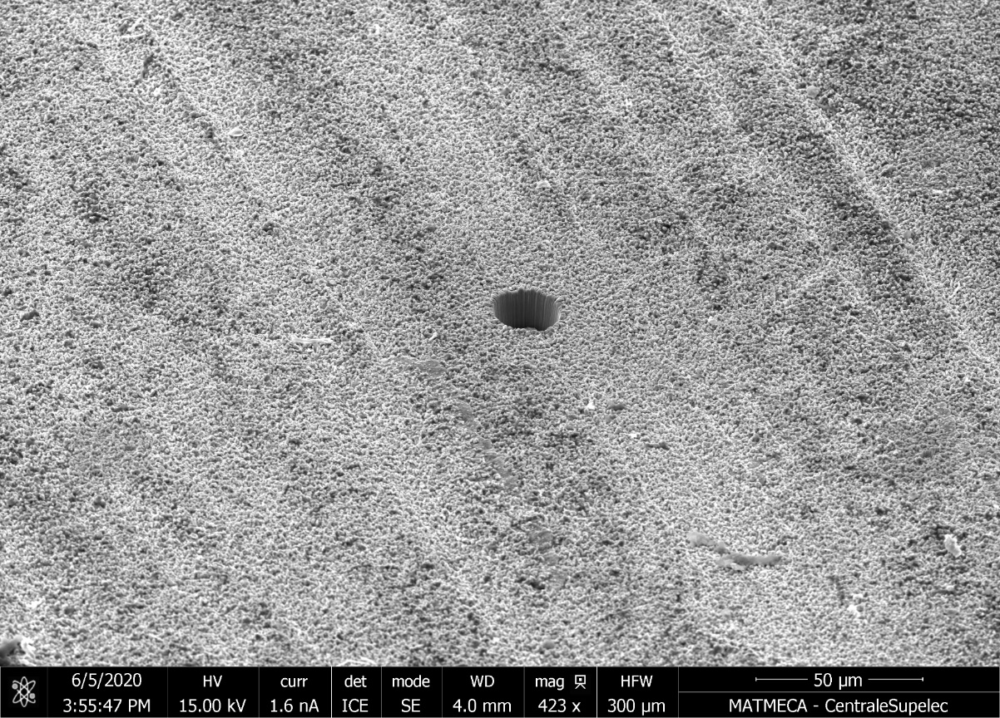 6/5/2020 HV curr det mode WD mag HFW 50 µm
3:55:47 PM 15.00 kV 1.6 nA ICE SE 4.0 mm 423 x 300 µm MATMECA - CentraleSupelec